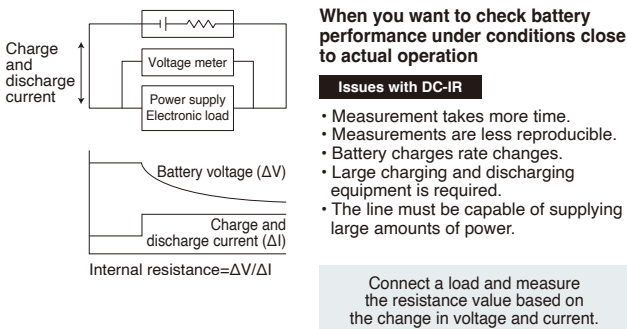 Charge
and
discharge
current
Voltage meter
Power supply
Electronic load
Battery voltage (ΔV)
Charge and
discharge current (ΔI)
Internal resistance=ΔV/ΔI
When you want to check battery
performance under conditions close
to actual operation
Issues with DC-IR
• Measurement takes more time.
• Measurements are less reproducible.
• Battery charges rate changes.
• Large charging and discharging
equipment is required.
• The line must be capable of supplying
large amounts of power.
Connect a load and measure
the resistance value based on
the change in voltage and current.